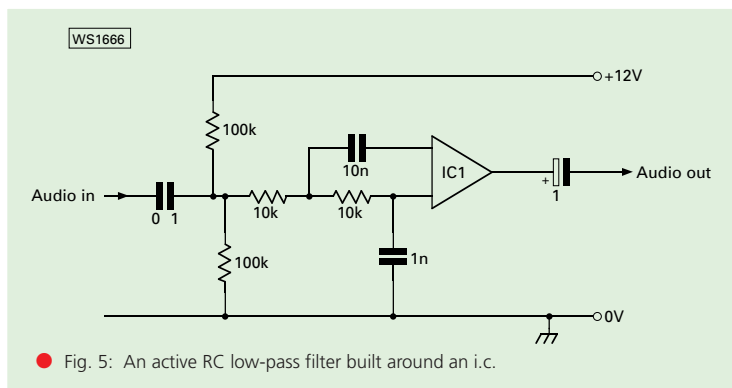 WS1666
+12V
100k
10n
IC1
Audio in
Audio out
0 1
10k
10k
+
1
100k
1n
0V
Fig. 5: An active RC low-pass filter built around an i.c.